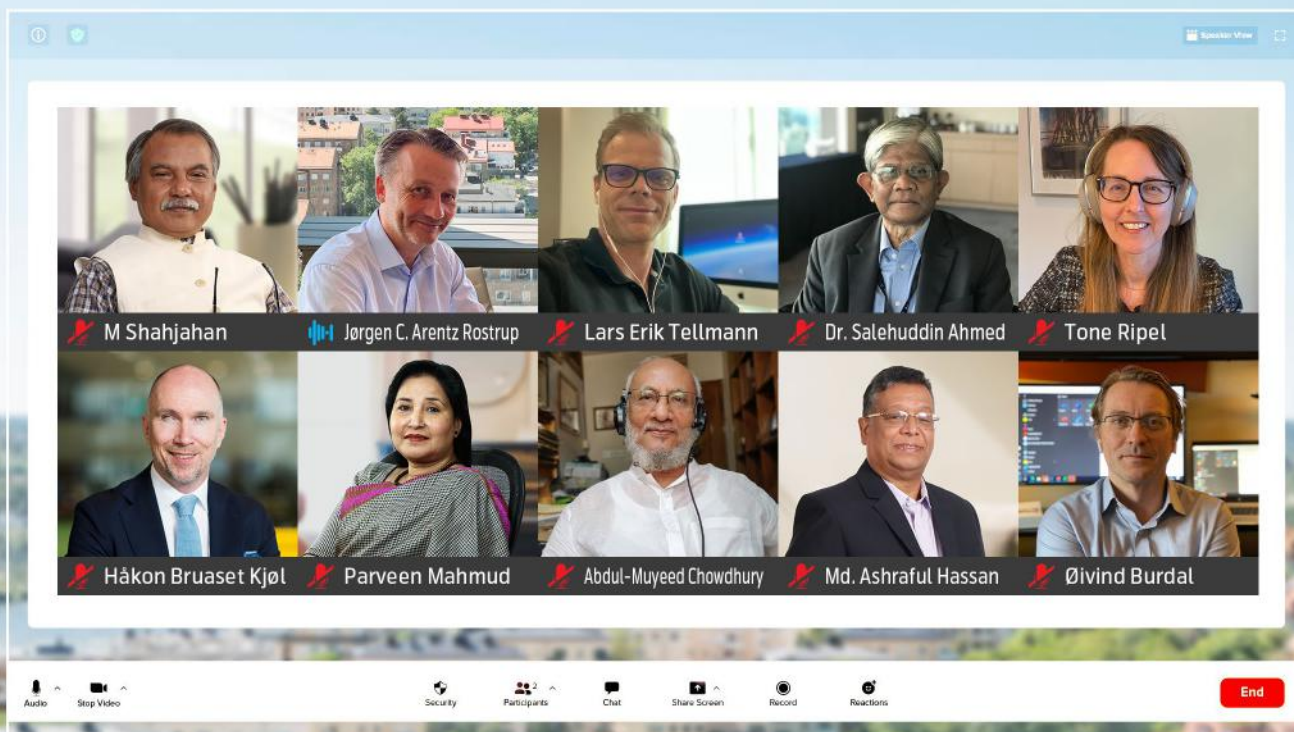 Speaker View
M Shahjahan
Jørgen C. Arentz Rostrup
Lars Erik Tellmann
Dr. Salehuddin Ahmed
Tone Ripel
Håkon Bruaset Kjøl
Parveen Mahmud
Abdul-Muyeed Chowdhury
Md. Ashraful Hassan
Øivind Burdal
Audio
Stop Video
Security
Participants
2
Chat
Share Screen
Record
Reactions
End